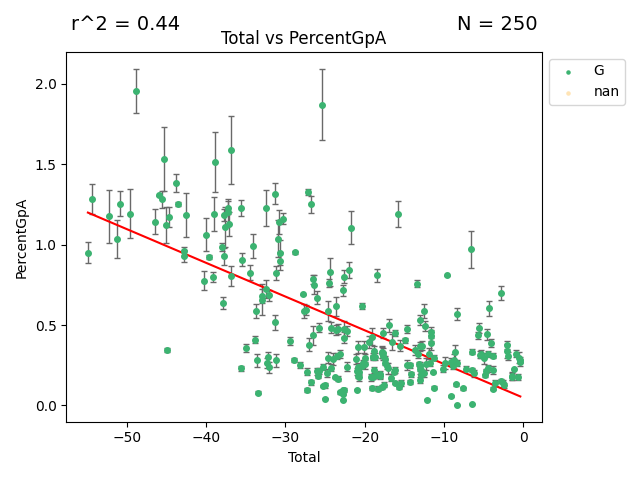 r^2 = 0.44
N = 250
Total vs PercentGpA
G
nan
PercentGpA
2.0
1.5
1.0
0.5
0.0
−50
−40
−30
−20
−10
0
Total